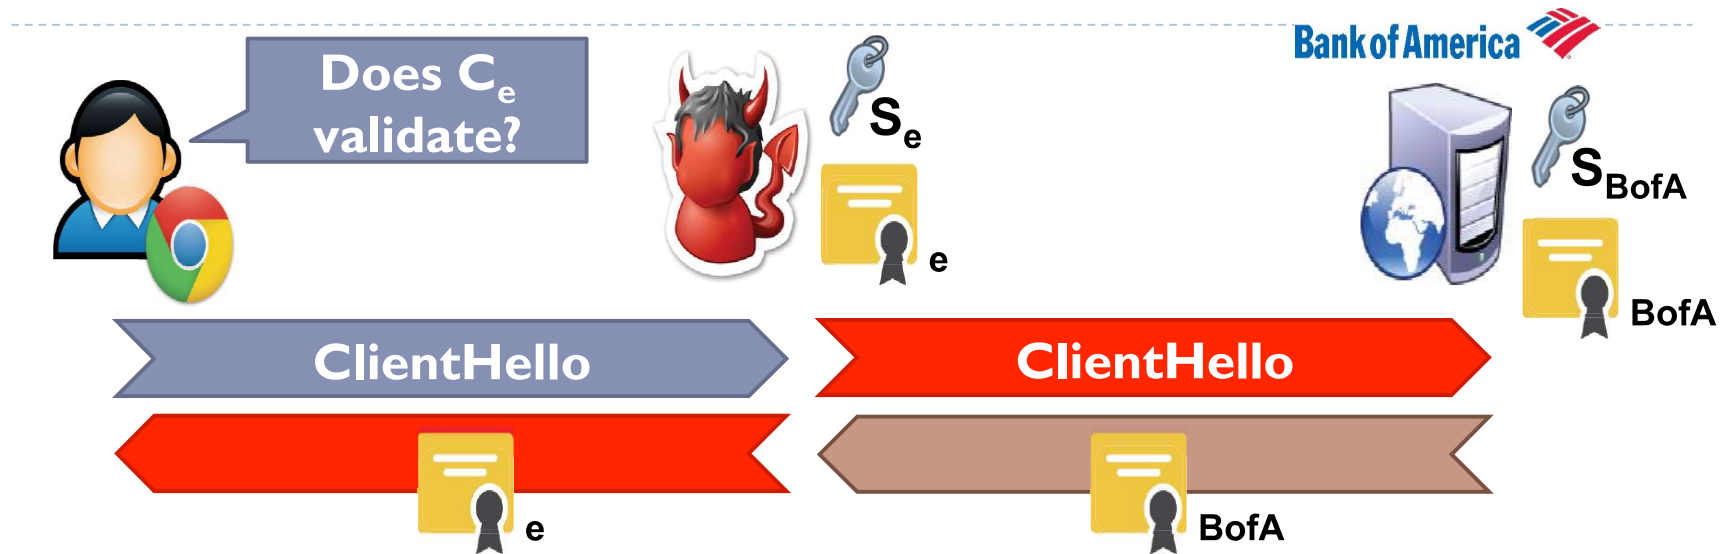 Bank of America
Does Ce
validate?
Se
SBofA
e
BofA
ClientHello
ClientHello
e
BofA